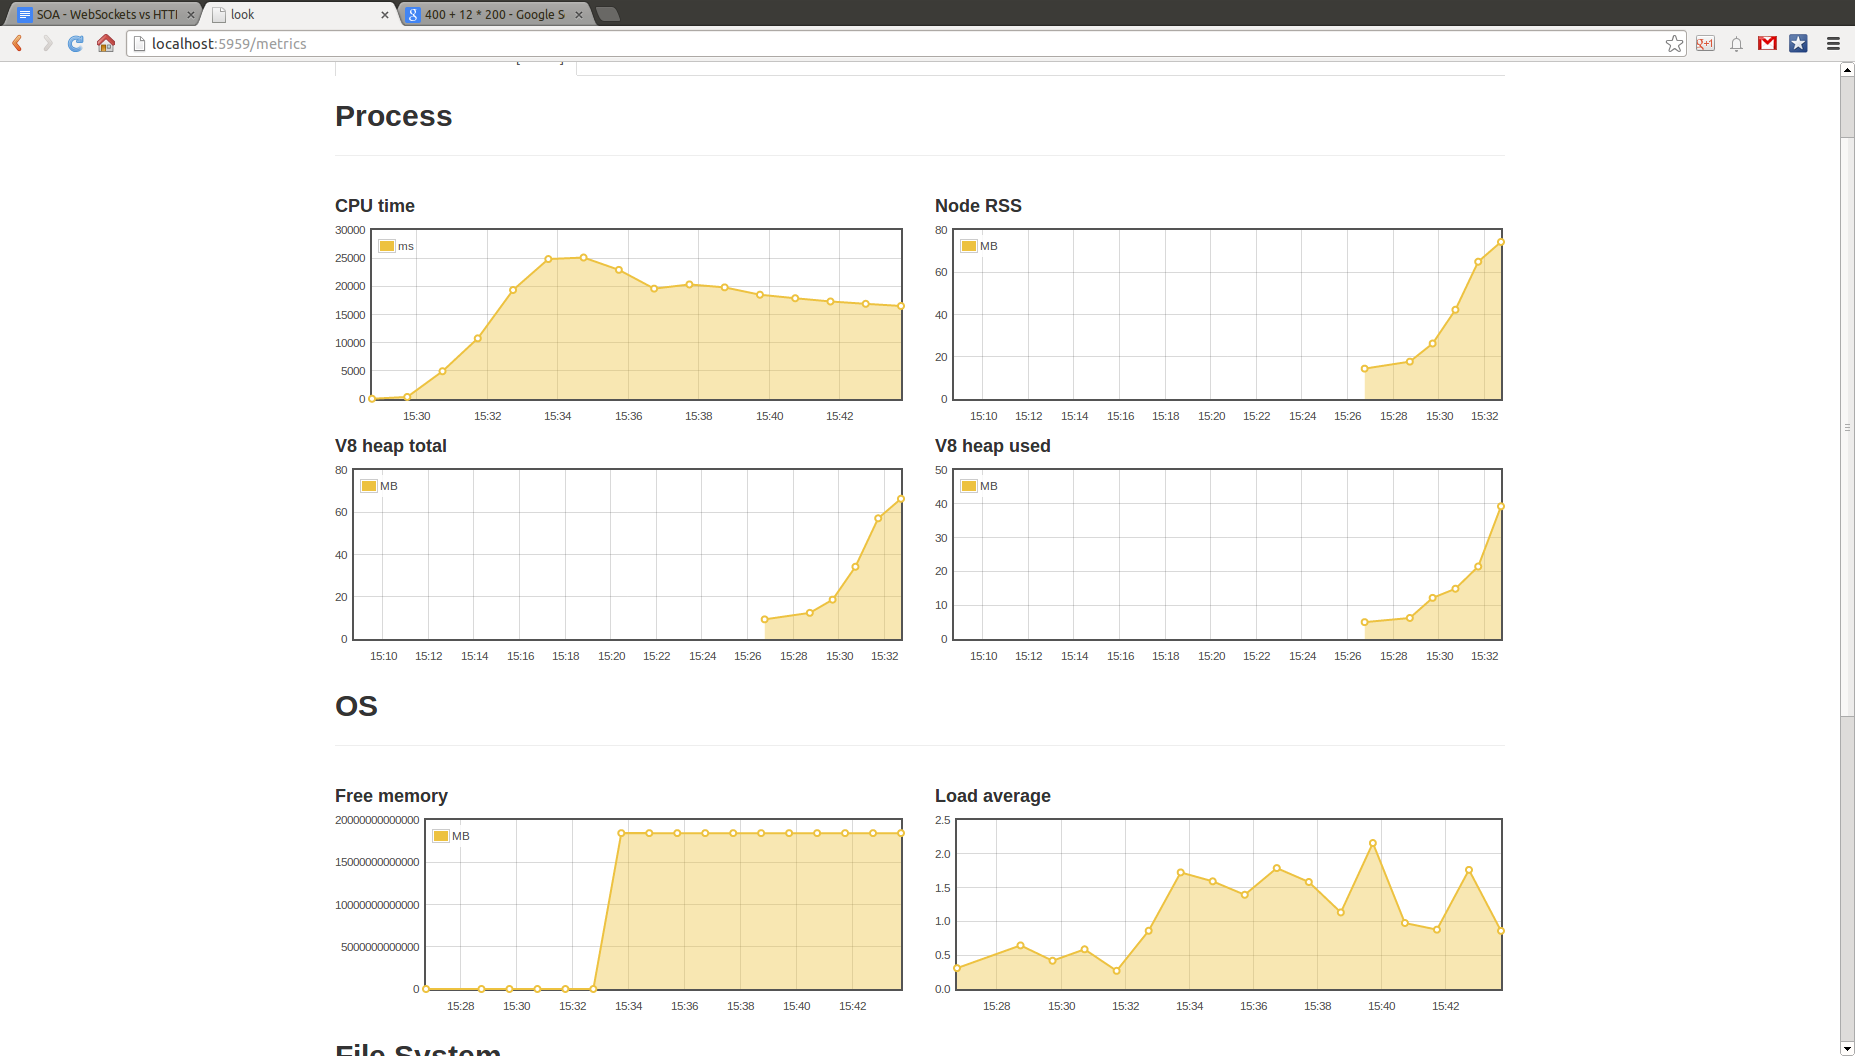 SOA - WebSockets vs HTTI
look
400 + 12 * 200 - Google S
localhost:5959/metrics
Process
CPU time
30000
25000
20000
15000
10000
5000
0
ms
15:30 15:32 15:34 15:36 15:38 15:40 15:42
Node RSS
80
60
40
20
0
MB
15:10 15:12 15:14 15:16 15:18 15:20 15:22 15:24 15:26 15:28 15:30 15:32
V8 heap total
80
60
40
20
0
MB
15:10 15:12 15:14 15:16 15:18 15:20 15:22 15:24 15:26 15:28 15:30 15:32
V8 heap used
50
40
30
20
10
0
MB
15:10 15:12 15:14 15:16 15:18 15:20 15:22 15:24 15:26 15:28 15:30 15:32
OS
Free memory
20000000000000
15000000000000
10000000000000
5000000000000
0
MB
15:28 15:30 15:32 15:34 15:36 15:38 15:40 15:42
Load average
2.5
2.0
1.5
1.0
0.5
0.0
15:28 15:30 15:32 15:34 15:36 15:38 15:40 15:42
File System